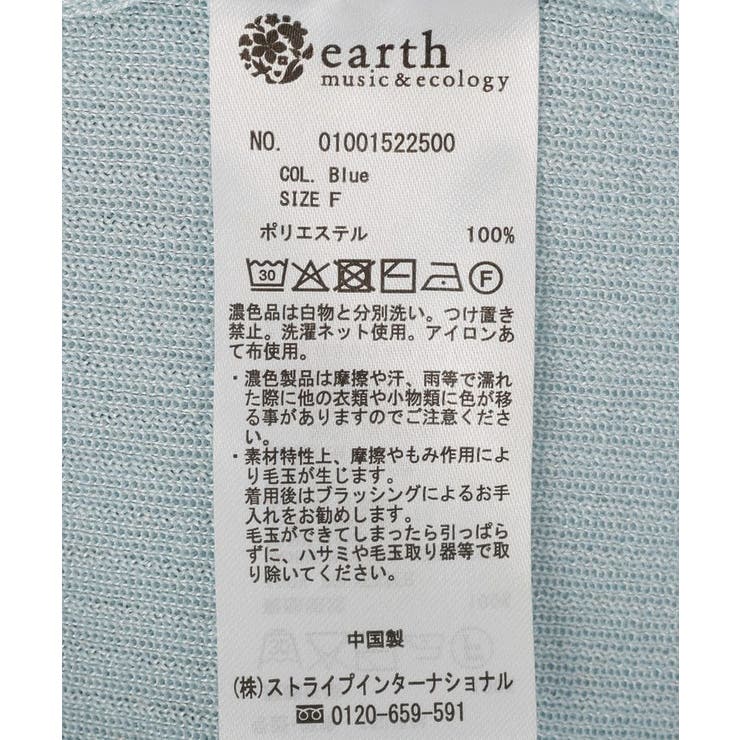 earth
music&ecology
NO. 01001522500
COL. Blue
SIZE F
ポリエステル 100%
30 F
濃色品は白物と分別洗い。つけ置き
禁止。洗濯ネット使用。アイロンあ
て布使用。
・濃色製品は摩擦や汗、雨等で濡れ
た際に他の衣類や小物類に色が移
る事がありますのでご注意くださ
い。
・素材特性上、摩擦やもみ作用によ
り毛玉が生じます。
着用後はブラッシングによるお手
入れをお勧めします。
毛玉ができてしまったら引っぱら
ずに、ハサミや毛玉取り器等で取
り除いてください。
中国製
(株)ストライプインターナショナル
0120-659-591